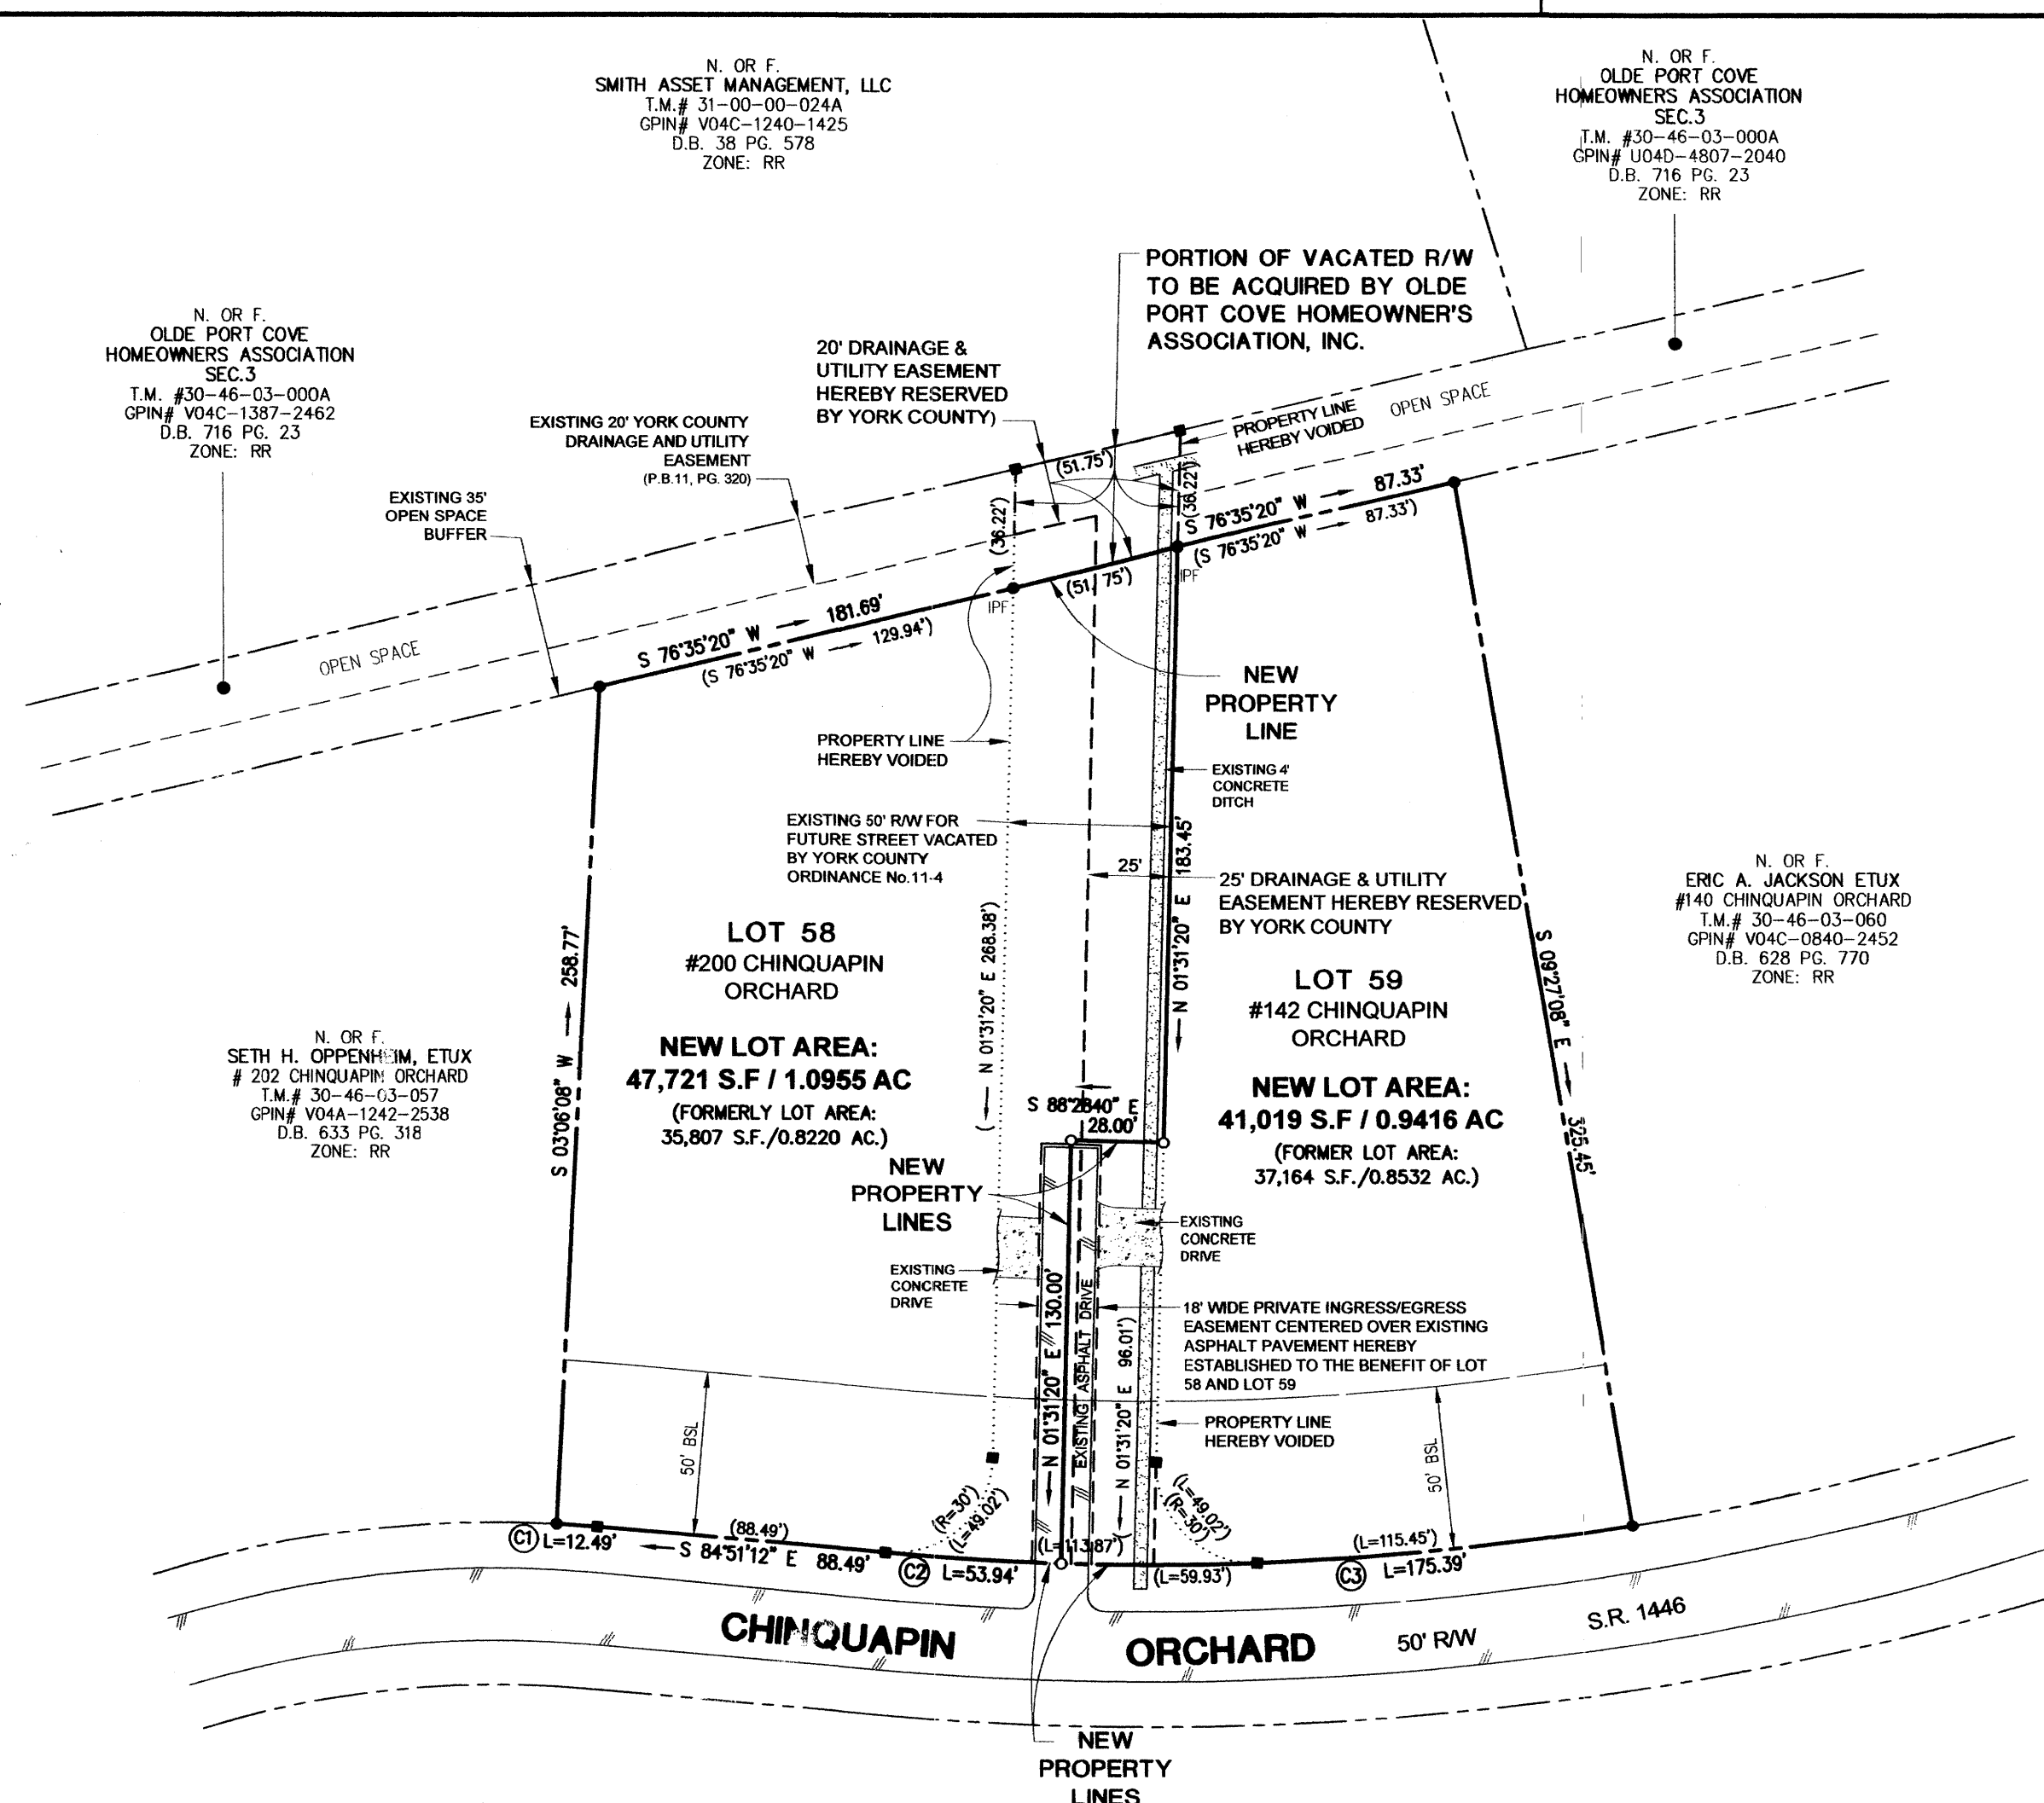 N. OR F.
SMITH ASSET MANAGEMENT, LLC
T.M.# 31-00-00-024A
GPIN# V04C-1240-1425
D.B. 38 PG. 578
ZONE: RR
N. OR F.
OLDE PORT COVE
HOMEOWNERS ASSOCIATION
SEC.3
T.M. #30-46-03-000A
GPIN# U04D-4807-2040
D.B. 716 PG. 23
ZONE: RR
PORTION OF VACATED R/W
TO BE ACQUIRED BY OLDE
PORT COVE HOMEOWNER'S
ASSOCIATION, INC.
N. OR F.
OLDE PORT COVE
HOMEOWNERS ASSOCIATION
SEC.3
T.M. #30-46-03-000A
GPIN# V04C-1387-2462
D.B. 716 PG. 23
ZONE: RR
20' DRAINAGE &
UTILITY EASEMENT
HEREBY RESERVED
BY YORK COUNTY)
EXISTING 20' YORK COUNTY
DRAINAGE AND UTILITY
EASEMENT
(P.B.11, PG. 320)
EXISTING 35'
OPEN SPACE
BUFFER
PROPERTY LINE
HEREBY VOIDED
OPEN SPACE
(51.75')
(36.22')
(36.22')
S 76°35'20" W 87.33'
(S 76°35'20" W 87.33')
IPF
(51.75')
IPF
S 76°35'20" W 181.69'
(S 76°35'20" W 129.94')
OPEN SPACE
NEW
PROPERTY
LINE
PROPERTY LINE
HEREBY VOIDED
EXISTING 4'
CONCRETE
DITCH
EXISTING 50' R/W FOR
FUTURE STREET VACATED
BY YORK COUNTY
ORDINANCE No.11-4
25'
25' DRAINAGE & UTILITY
EASEMENT HEREBY RESERVED
BY YORK COUNTY
N 01°31'20" E 183.45'
(N 01°31'20" E 268.38')
S 03°06'08" W 258.77'
S 09°27'08" E 325.45'
N. OR F.
ERIC A. JACKSON ETUX
#140 CHINQUAPIN ORCHARD
T.M.# 30-46-03-060
GPIN# V04C-0840-2452
D.B. 628 PG. 770
ZONE: RR
LOT 58
#200 CHINQUAPIN
ORCHARD
NEW LOT AREA:
47,721 S.F / 1.0955 AC
(FORMERLY LOT AREA:
35,807 S.F./0.8220 AC.)
LOT 59
#142 CHINQUAPIN
ORCHARD
NEW LOT AREA:
41,019 S.F / 0.9416 AC
(FORMER LOT AREA:
37,164 S.F./0.8532 AC.)
N. OR F.
SETH H. OPPENHEIM, ETUX
# 202 CHINQUAPIN ORCHARD
T.M.# 30-46-03-057
GPIN# V04A-1242-2538
D.B. 633 PG. 318
ZONE: RR
S 88°28'40" E
28.00'
NEW
PROPERTY
LINES
EXISTING
CONCRETE
DRIVE
EXISTING
CONCRETE
DRIVE
18' WIDE PRIVATE INGRESS/EGRESS
EASEMENT CENTERED OVER EXISTING
ASPHALT PAVEMENT HEREBY
ESTABLISHED TO THE BENEFIT OF LOT
58 AND LOT 59
N 01°31'20" E 130.00'
EXISTING ASPHALT DRIVE
(N 01°31'20" E 96.01')
PROPERTY LINE
HEREBY VOIDED
50' BSL
50' BSL
(R=30')
(L=49.02')
(L=49.02')
(R=30')
C1 L=12.49'
(88.49')
S 84°51'12" E 88.49'
C2 L=53.94'
(L=113.87')
(L=59.93')
(L=115.45')
C3 L=175.39'
CHINQUAPIN ORCHARD
50' R/W
S.R. 1446
NEW
PROPERTY
LINES